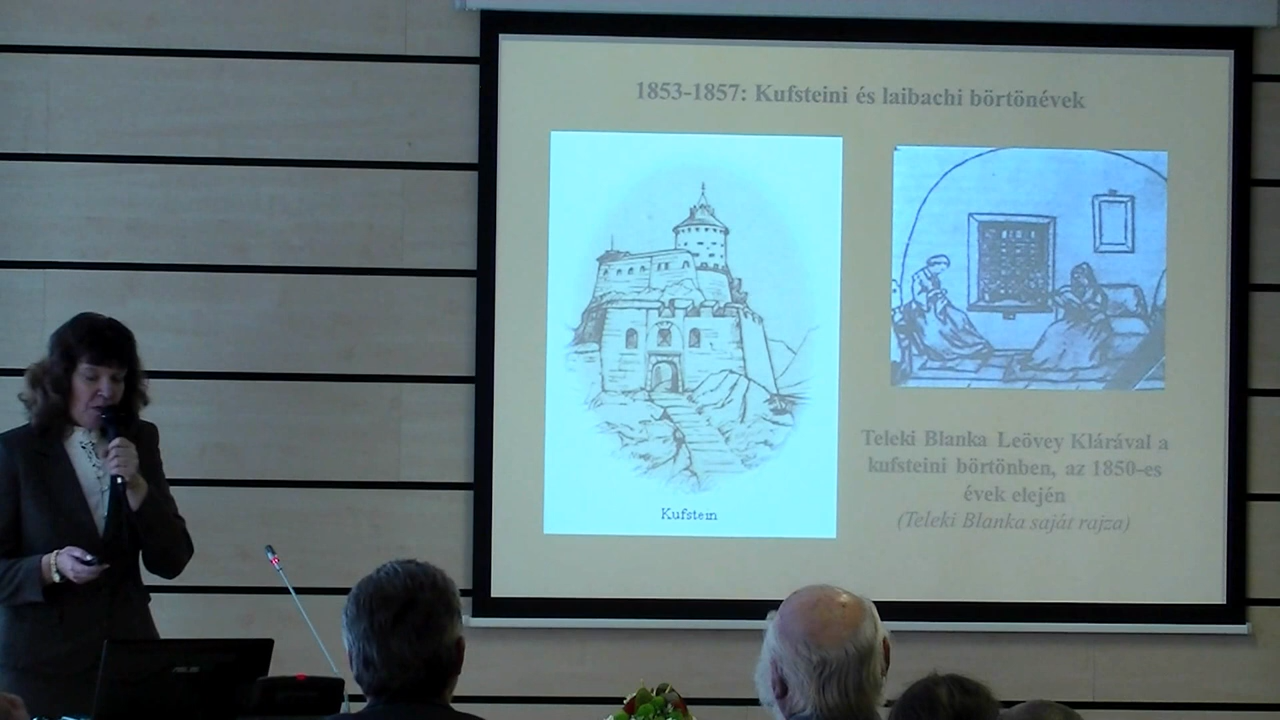 1853-1857: Kufsteini és laibachi börtönévek
Kufstein
Teleki Blanka Leövey Klárával a
kufsteini börtönben, az 1850-es
évek elején
(Teleki Blanka saját rajza)
ASUS